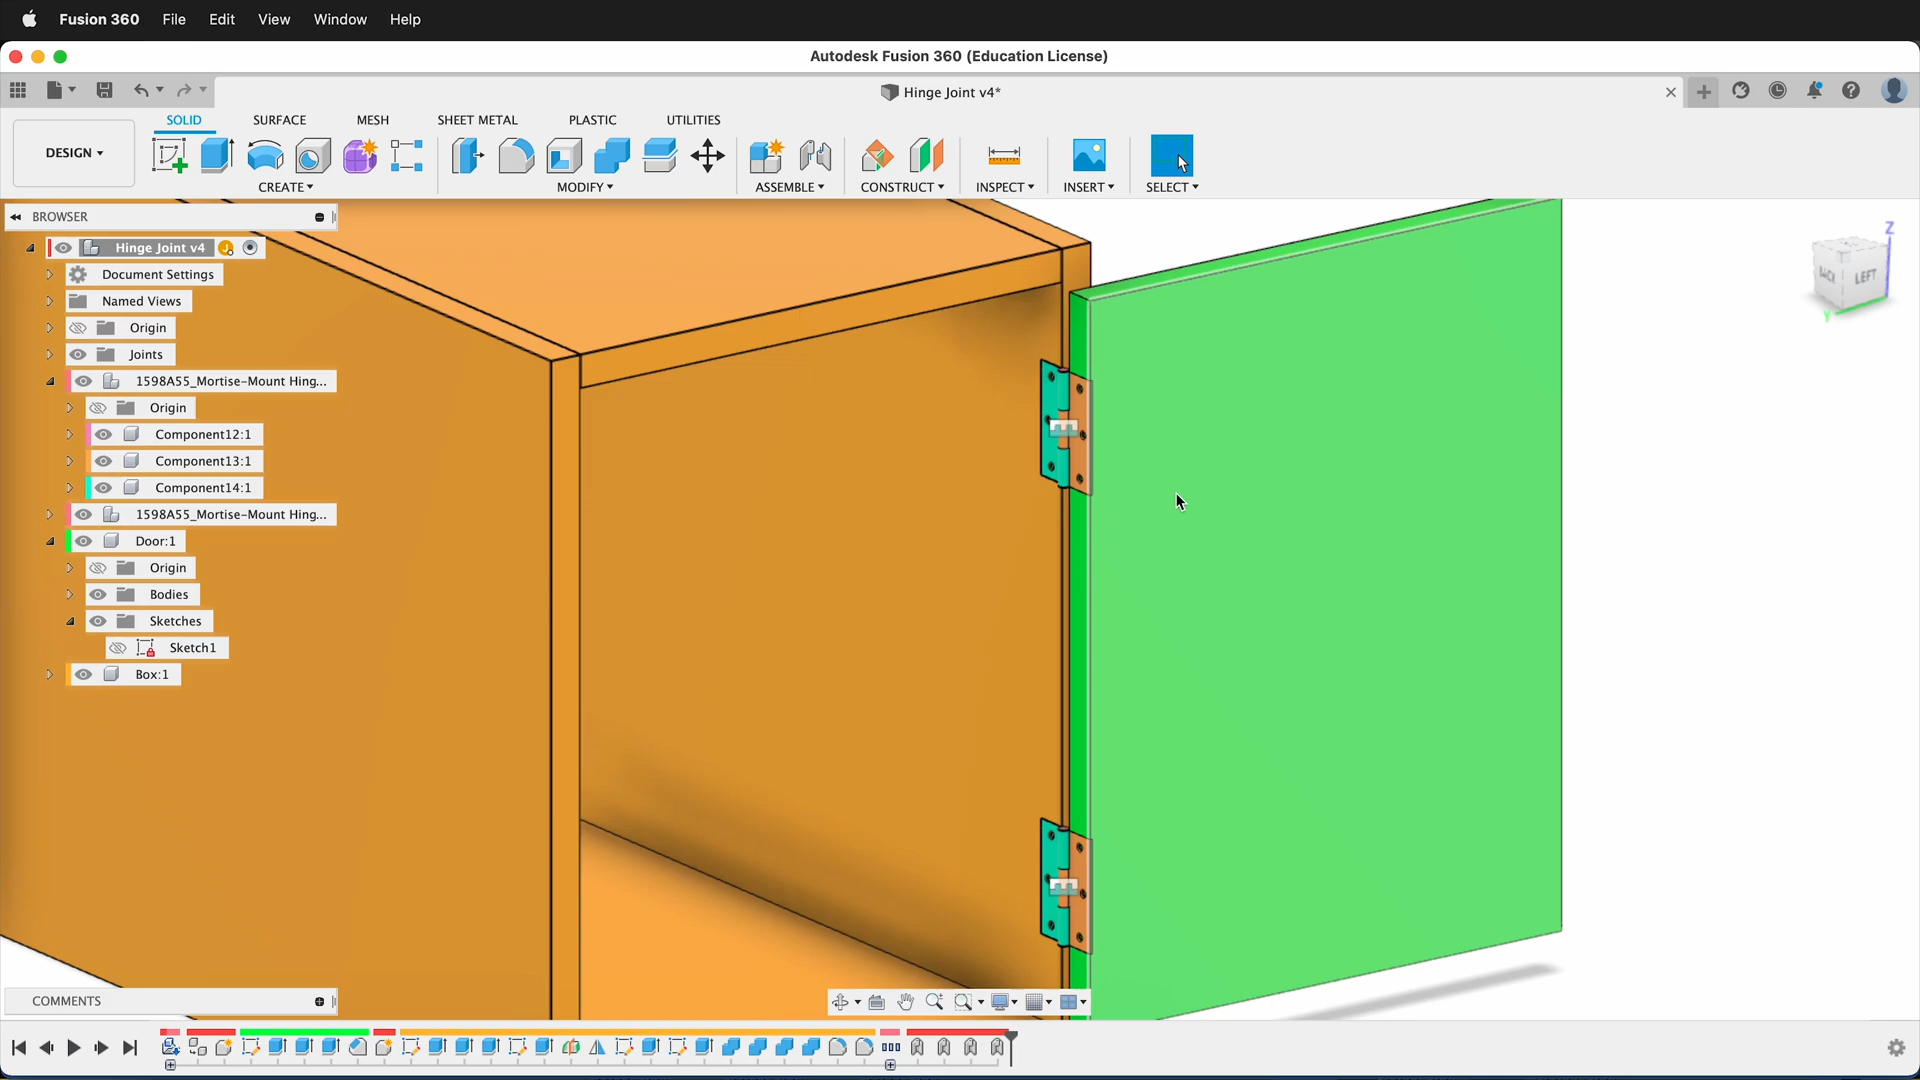 Fusion 360 File Edit View Window Help
Autodesk Fusion 360 (Education License)
Hinge Joint v4*
SOLID SURFACE MESH SHEET METAL PLASTIC UTILITIES
DESIGN
CREATE MODIFY ASSEMBLE CONSTRUCT INSPECT INSERT SELECT
BROWSER
Hinge Joint v4
Document Settings
Named Views
Origin
Joints
1598A55_Mortise-Mount Hing...
Origin
Component12:1
Component13:1
Component14:1
1598A55_Mortise-Mount Hing...
Door:1
Origin
Bodies
Sketches
Sketch1
Box:1
Z
BACK LEFT
Y
COMMENTS